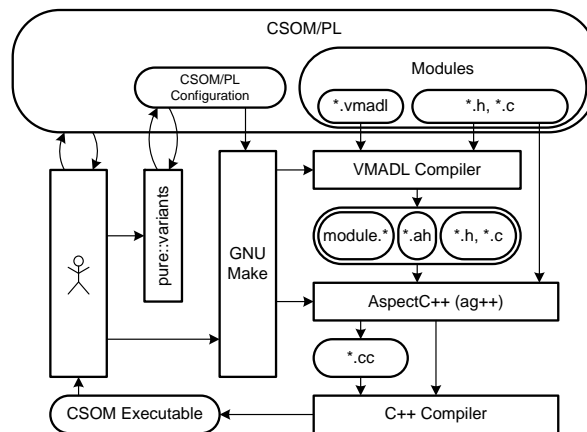 CSOM/PL
CSOM/PL
Configuration
Modules
*.vmadl
*.h, *.c
VMADL Compiler
pure::variants
GNU
Make
module.*
*.ah
*.h, *.c
AspectC++ (ag++)
*.cc
CSOM Executable
C++ Compiler